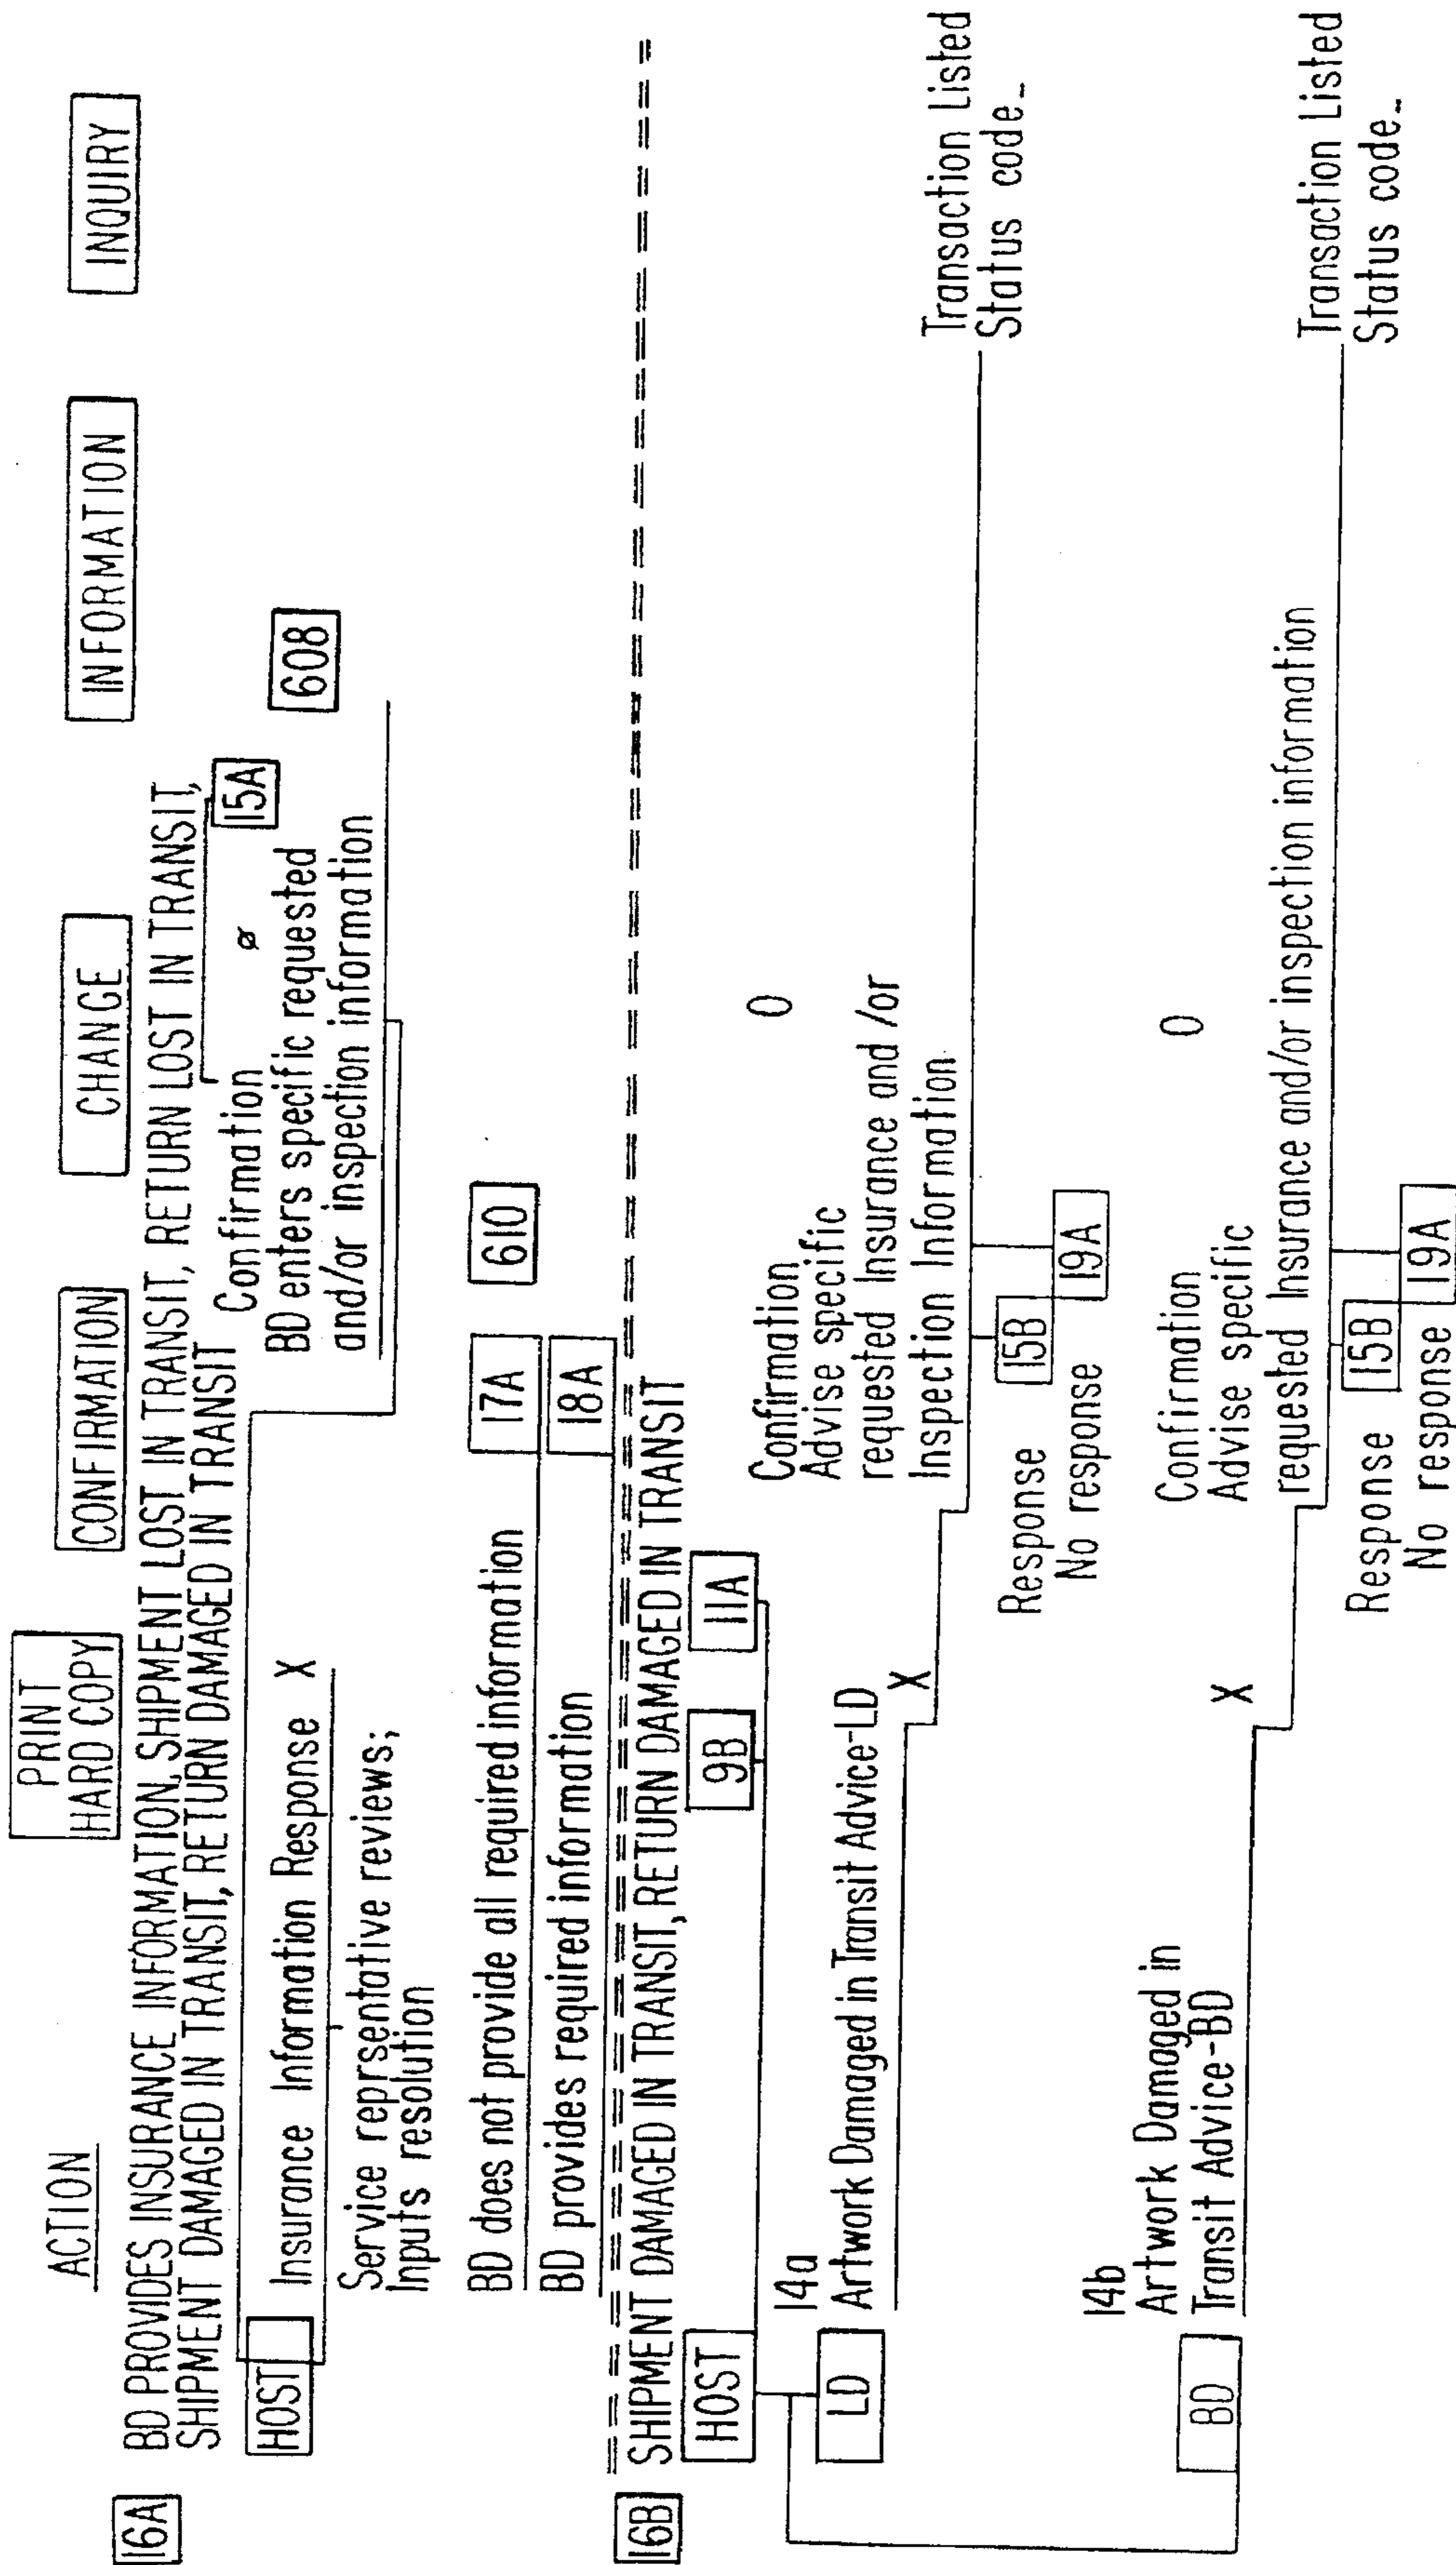 ACTION
PRINT
HARD COPY
CONFIRMATION
CHANGE
INFORMATION
INQUIRY
16A
BD PROVIDES INSURANCE INFORMATION, SHIPMENT LOST IN TRANSIT, RETURN LOST IN TRANSIT,
SHIPMENT DAMAGED IN TRANSIT, RETURN DAMAGED IN TRANSIT
15A
HOST
Insurance Information Response X
Confirmation ø
BD enters specific requested
and/or inspection information
608
Service reprsentative reviews;
Inputs resolution
BD does not provide all required information
17A
610
BD provides required information
18A
16B
SHIPMENT DAMAGED IN TRANSIT, RETURN DAMAGED IN TRANSIT
HOST
9B
11A
14a
LD
Artwork Damaged in Transit Advice-LD
X
Confirmation
O
Advise specific
requested Insurance and /or
Inspection Information
Transaction Listed
Status code_
Response
15B
No response
19A
14b
BD
Artwork Damaged in
Transit Advice-BD
X
Confirmation
O
Advise specific
requested Insurance and/or inspection information
Transaction Listed
Status code_
Response
15B
No response
19A